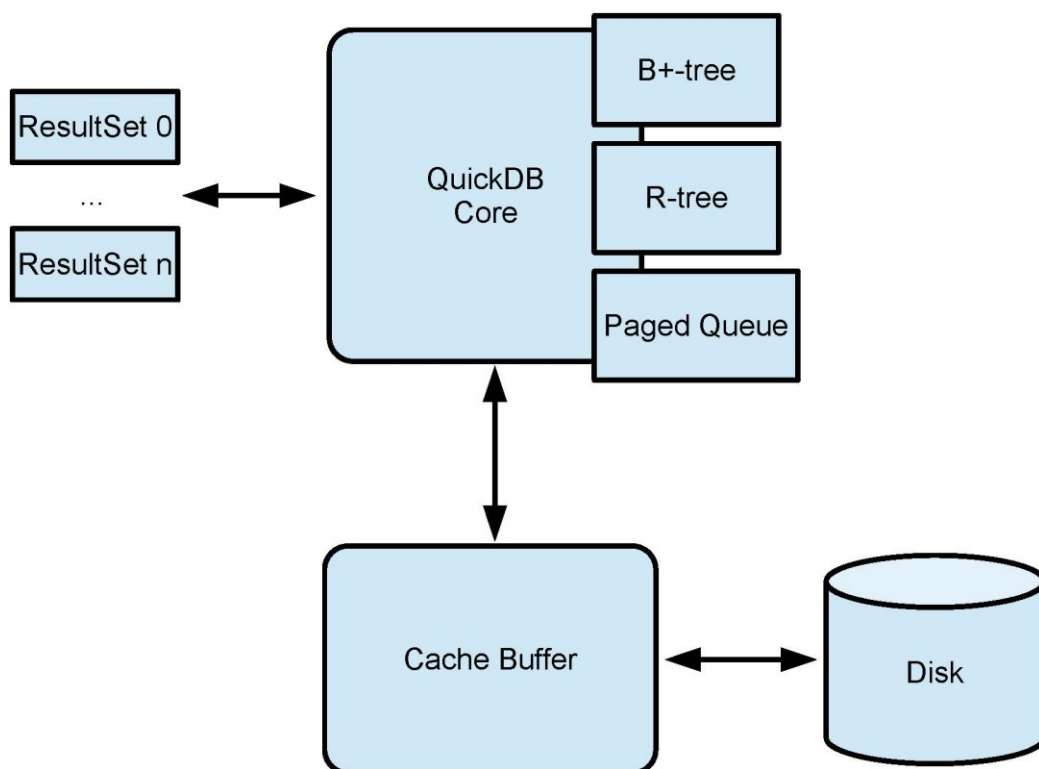 ResultSet 0
...
ResultSet n
QuickDB
Core
B+-tree
R-tree
Paged Queue
Cache Buffer
Disk